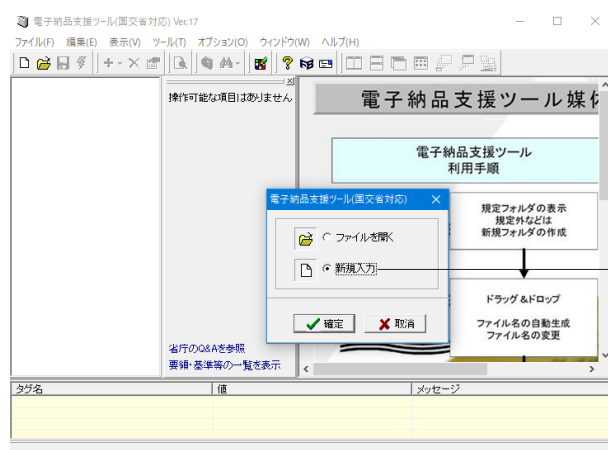 電子納品支援ツール(国交省対応) Ver.17
ファイル(F) 編集(E) 表示(V) ツール(T) オプション(O) ウィンドウ(W) ヘルプ(H)
操作可能な項目はありません
電子納品支援ツール媒体
電子納品支援ツール
利用手順
規定フォルダの表示
規定外などは
新規フォルダの作成
電子納品支援ツール(国交省対応)
ファイルを開く
新規入力
確定
取消
ドラッグ&ドロップ
ファイル名の自動生成
ファイル名の変更
省庁のQ&Aを参照
要領・基準等の一覧を表示
タグ名 値 メッセージ